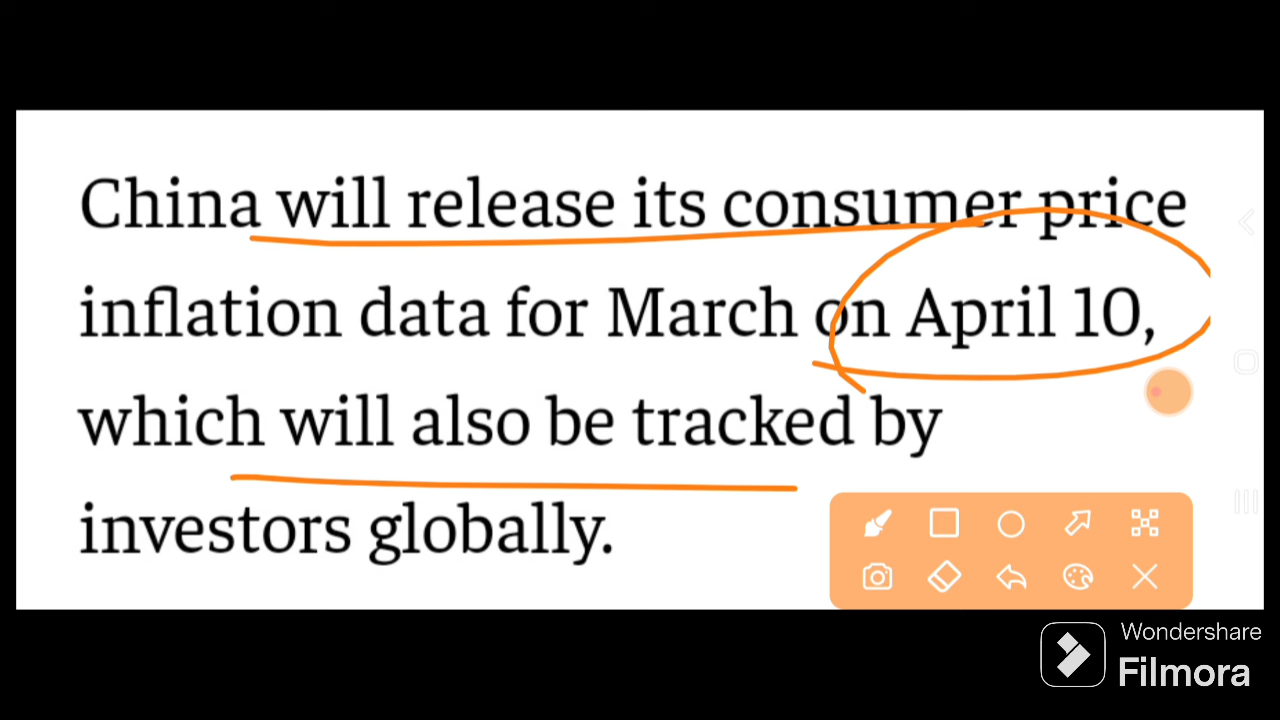 China will release its consumer price
inflation data for March on April 10,
which will also be tracked by
investors globally.
Wondershare
Filmora